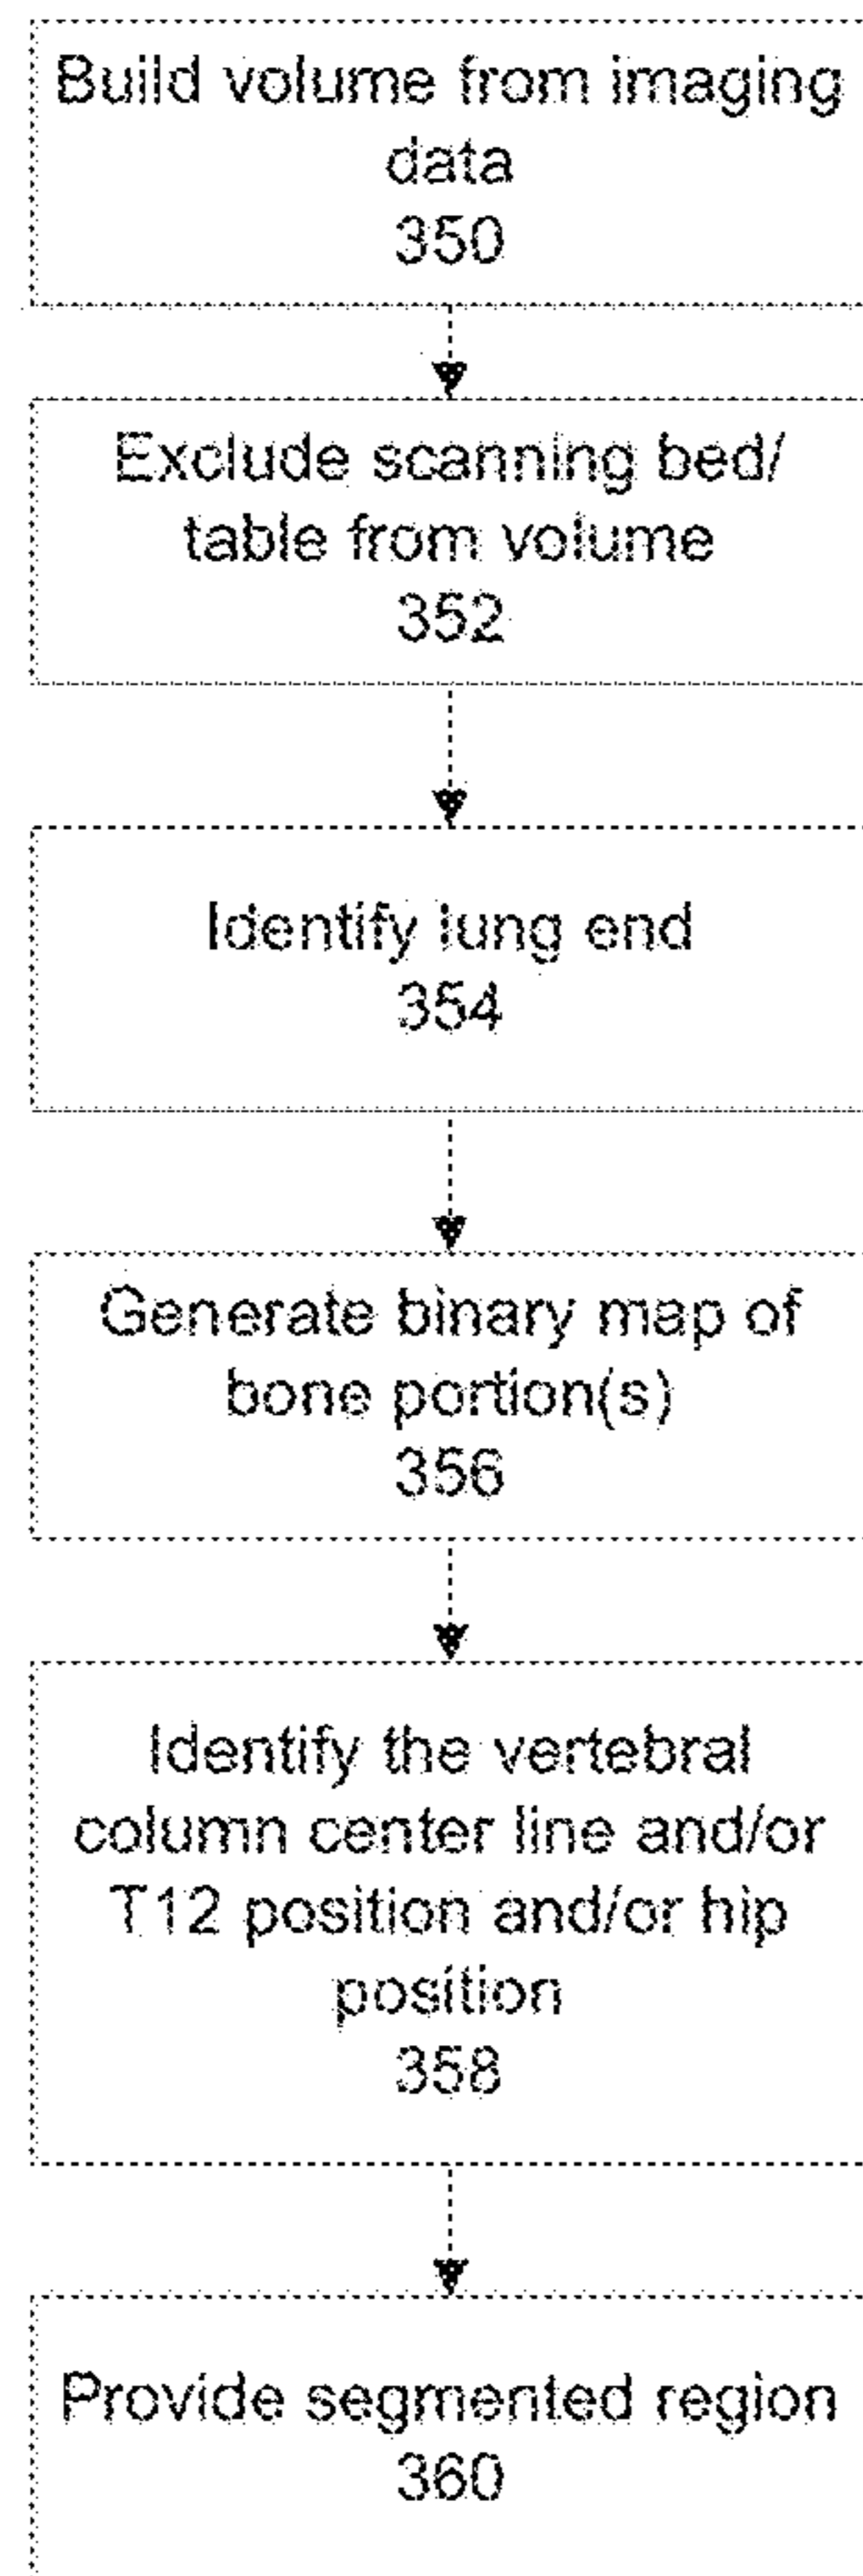 Build volume from imaging
data
350
Exclude scanning bed/
table from volume
352
Identify lung end
354
Generate binary map of
bone portion(s)
356
Identify the vertebral
column center line and/or
T12 position and/or hip
position
358
Provide segmented region
360